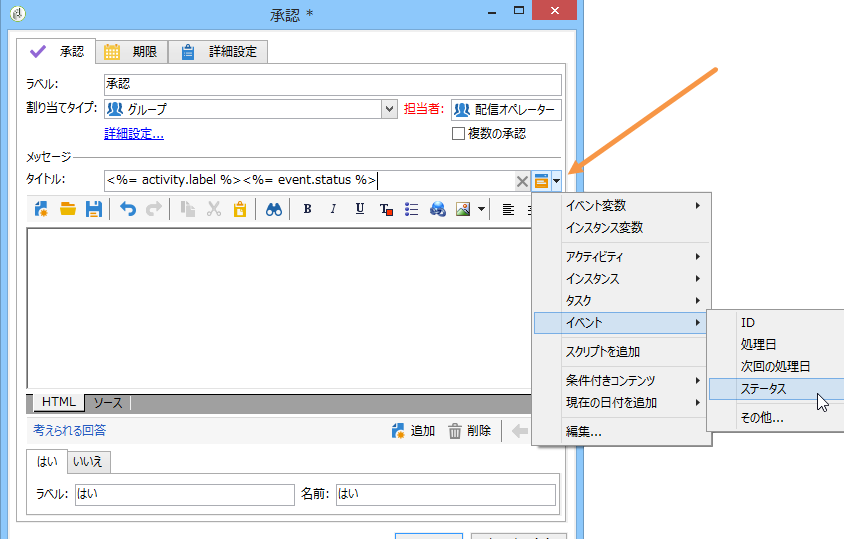 承認 *
承認 期限 詳細設定
ラベル: 承認
割り当てタイプ: グループ 担当者: 配信オペレーター
詳細設定... 複数の承認
メッセージ
タイトル: <%= activity.label %><%= event.status %>
B I U T
イベント変数
インスタンス変数
アクティビティ
インスタンス
タスク
イベント
スクリプトを追加
条件付きコンテンツ
現在の日付を追加
編集...
ID
処理日
次回の処理日
ステータス
その他...
HTML ソース
考えられる回答 追加 削除
はい いいえ
ラベル: はい 名前: はい